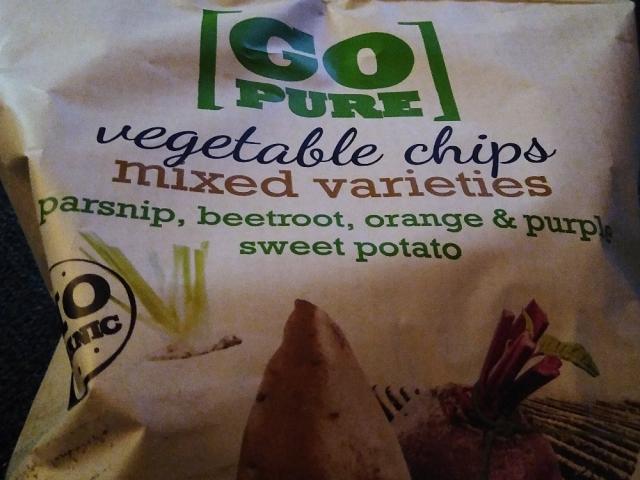 [GO
PURE]
vegetable chips
mixed varieties
parsnip, beetroot, orange & purple
sweet potato